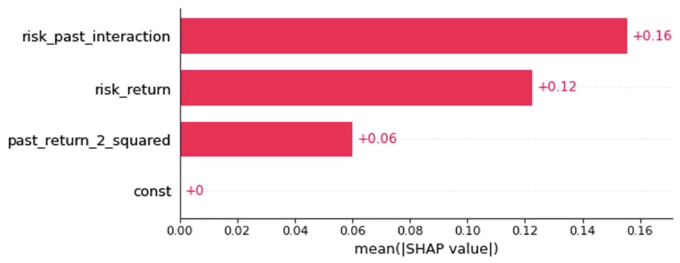 risk_past_interaction +0.16
risk_return +0.12
past_return_2_squared +0.06
const +0
0.00 0.02 0.04 0.06 0.08 0.10 0.12 0.14 0.16
mean(|SHAP value|)